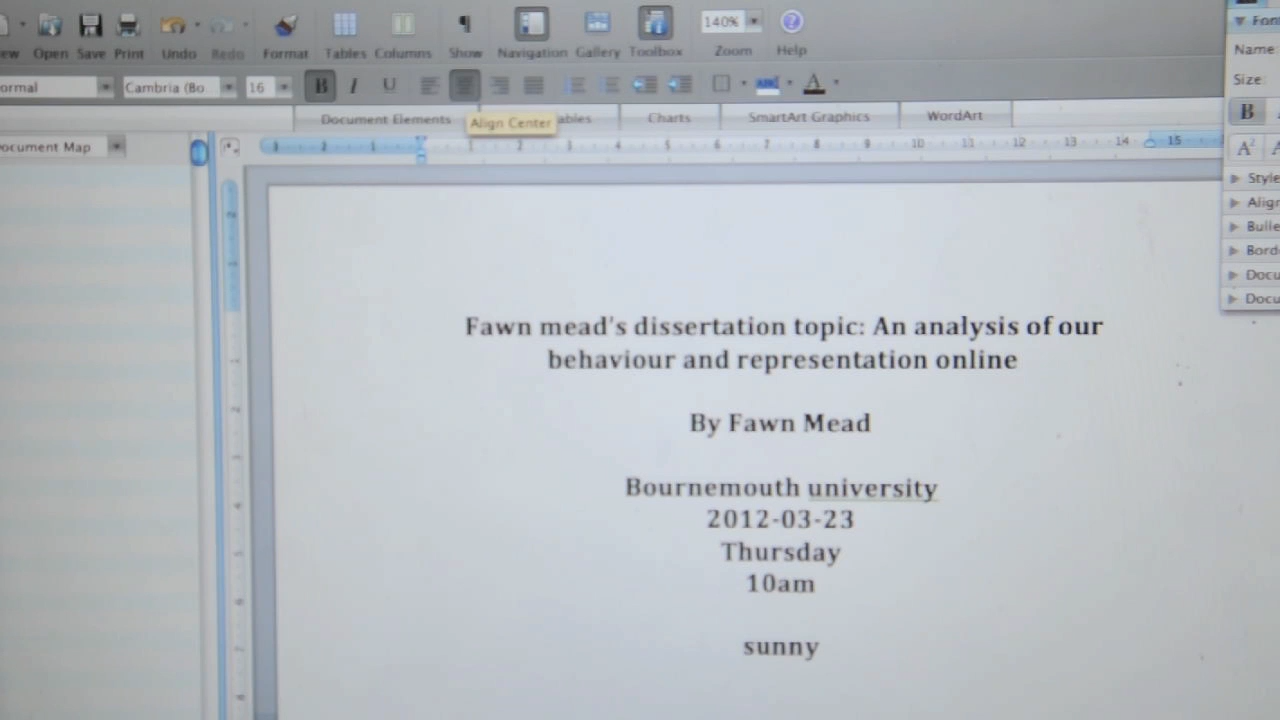 Open Save Print Undo Redo Format Tables Columns Show Navigation Gallery Toolbox Zoom Help
140%
Cambria (Bo... 16 B I U A
Document Elements Charts SmartArt Graphics WordArt
Align Center
Name
Size:
B
A²
Fawn mead's dissertation topic: An analysis of our
behaviour and representation online
By Fawn Mead
Bournemouth university
2012-03-23
Thursday
10am
sunny